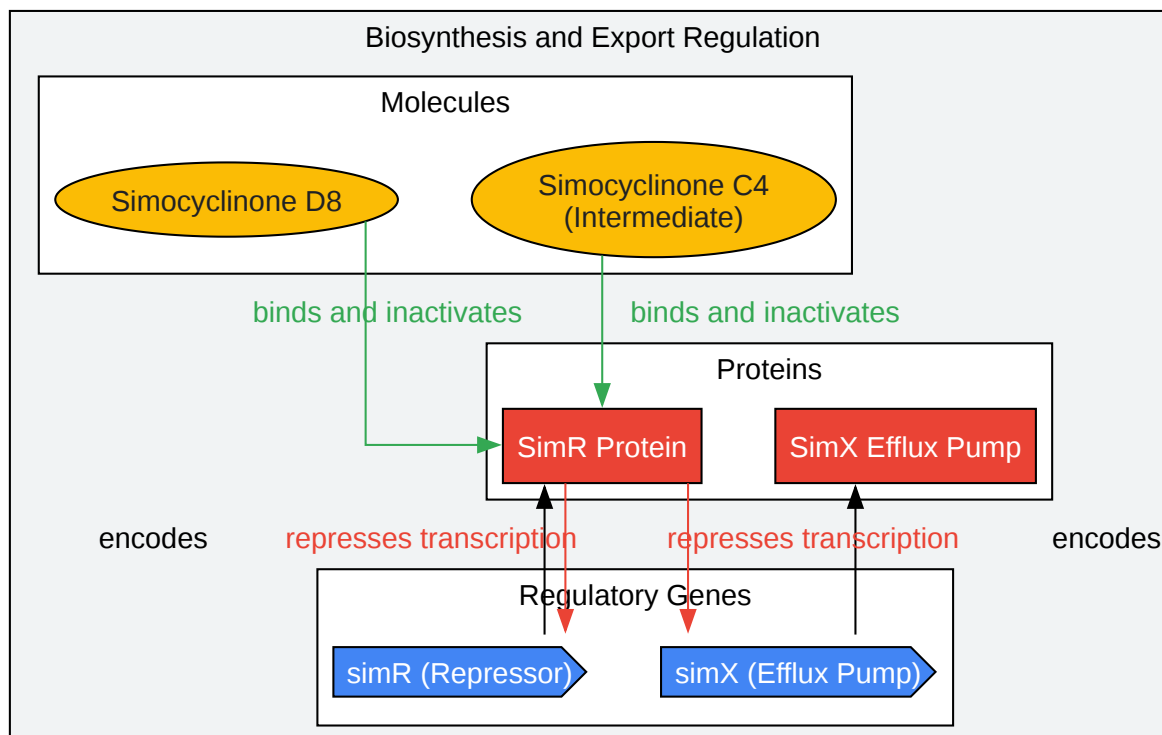 Biosynthesis and Export Regulation
Molecules
Simocyclinone D8
Simocyclinone C4
(Intermediate)
binds and inactivates
binds and inactivates
Proteins
SimR Protein
SimX Efflux Pump
encodes
represses transcription
represses transcription
encodes
Regulatory Genes
simR (Repressor)
simX (Efflux Pump)